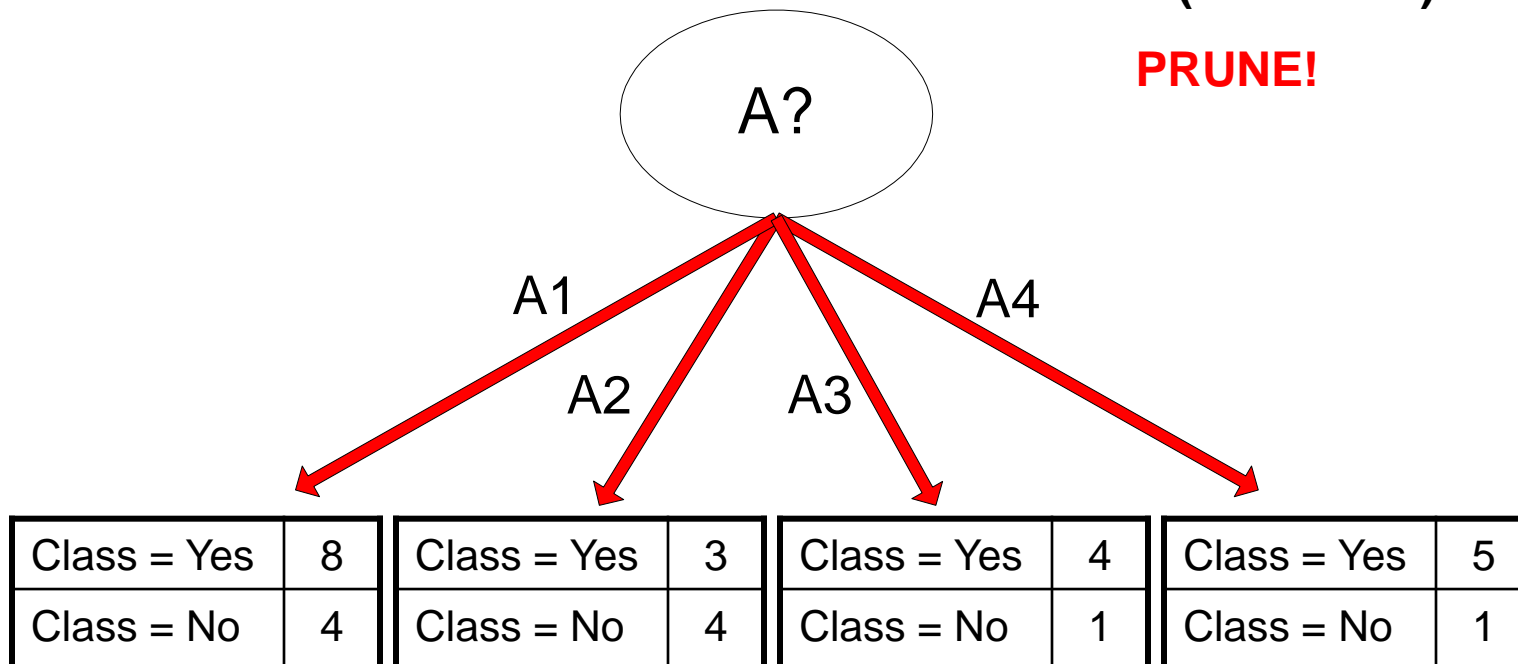 PRUNE!
A?
A1
A4
A2
A3
Class = Yes 8 Class = Yes 3 Class = Yes 4 Class = Yes 5
Class = No 4 Class = No 4 Class = No 1 Class = No 1